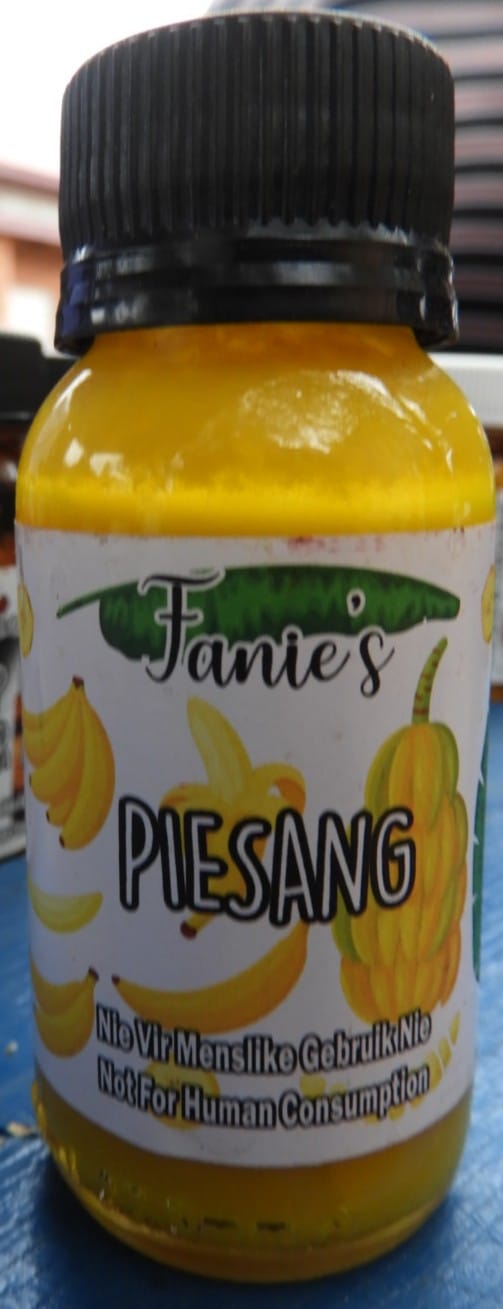 Fanie's
PIESANG
Nie Vir Menslike Gebruik Nie
Not For Human Consumption